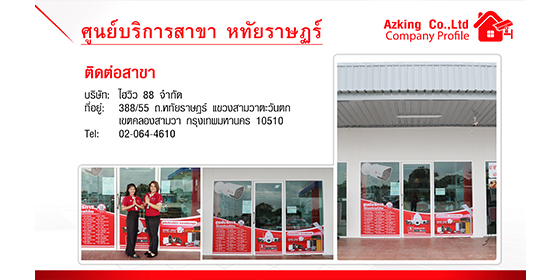 ศูนย์บริการสาขา หทัยราษฎร์
Azking Co.,Ltd
Company Profile
ติดต่อสาขา
บริษัท: ไฮวิว 88 จำกัด
ที่อยู่: 388/55 ถ.หทัยราษฎร์ แขวงสามวาตะวันตก
เขตคลองสามวา กรุงเทพมหานคร 10510
Tel: 02-064-4610